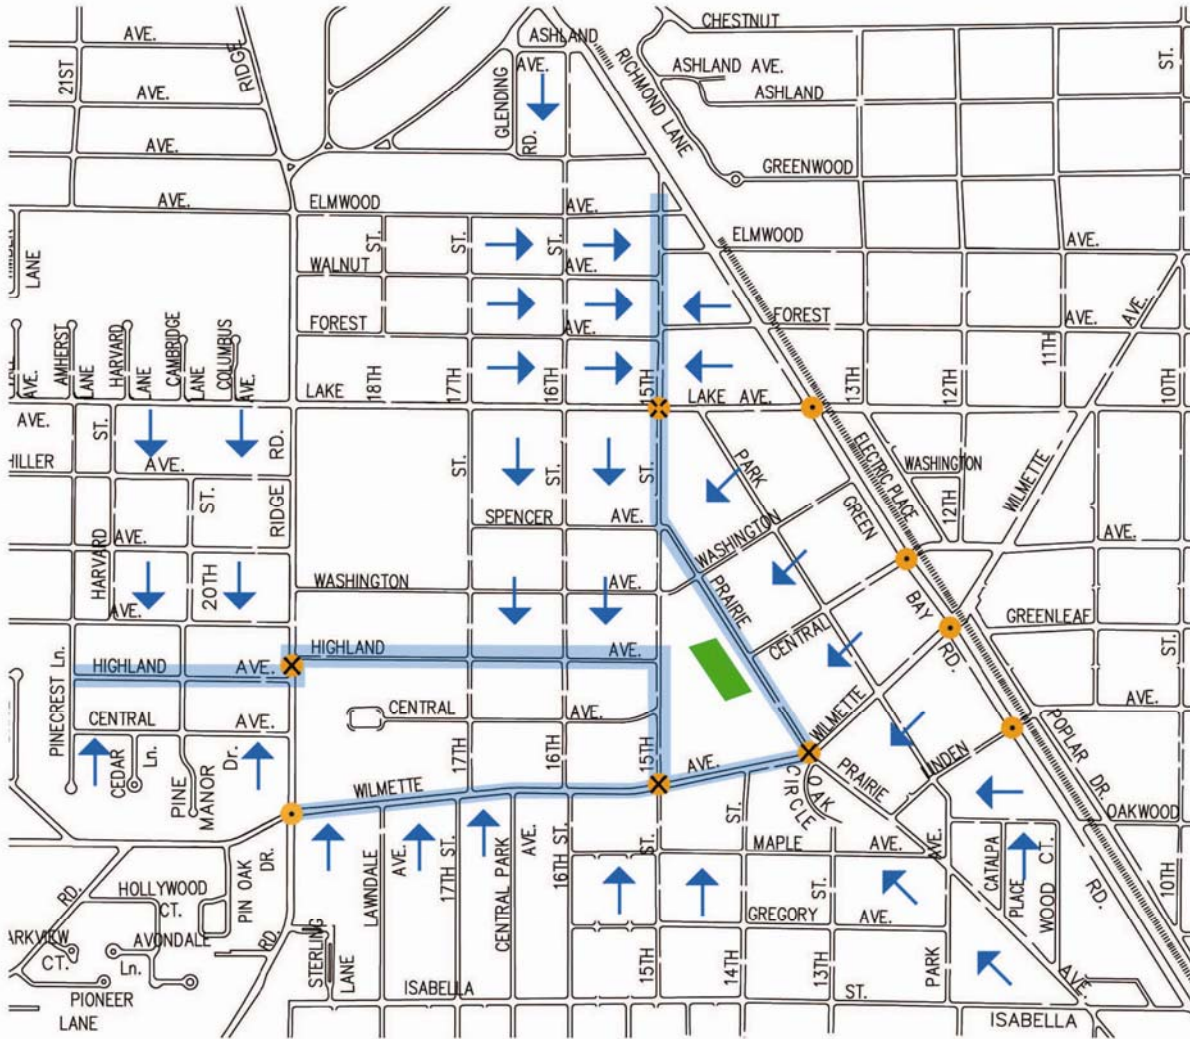 CHESTNUT
AVE.
ASHLAND
21ST
RIDGE
ST.
RICHMOND LANE
ASHLAND AVE.
AVE.
GLENDING
RD.
AVE.
ASHLAND
AVE.
GREENWOOD
AVE.
ELMWOOD
AVE.
ST.
ST.
ST.
ELMWOOD
AVE.
LANE
WALNUT
AVE.
FOREST
AVE.
FOREST
AVE.
AVE.
11TH
AVE.
AMHERST
LANE
HARVARD
LANE
CAMBRIDGE
LANE
COLUMBUS
AVE.
LAKE
18TH
17TH
16TH
15TH
LAKE AVE.
13TH
12TH
10TH
AVE.
ST.
RD.
HILLER
AVE.
ST.
ST.
ST.
PARK
ELECTRIC PLACE
WASHINGTON
WILMETTE
ST.
RIDGE
SPENCER
AVE.
WASHINGTON
GREEN
12TH
AVE.
HARVARD
AVE.
20TH
WASHINGTON
AVE.
PRAIRIE
BAY
AVE.
CENTRAL
GREENLEAF
PINECREST Ln.
HIGHLAND
AVE.
HIGHLAND
AVE.
RD.
ST.
CENTRAL
AVE.
CENTRAL
AVE.
WILMETTE
AVE.
CEDAR
Ln.
PINE
MANOR
Dr.
17TH
16TH
15TH
AVE.
OAK
CIRCLE
PRAIRIE
LINDEN
POPLAR DR.
WILMETTE
OAKWOOD
DR.
LAWNDALE
AVE.
17TH ST.
CENTRAL PARK
AVE.
16TH ST.
ST.
ST.
MAPLE
AVE.
AVE.
CATALPA
PLACE
WOOD CT.
RD.
HOLLYWOOD
CT.
PIN OAK
RD.
ST.
10TH
GREGORY
AVE.
CT.
AVONDALE
Ln.
RD.
STERLING
LANE
15TH
14TH
13TH
PARK
AVE.
PIONEER
LANE
ISABELLA
ST.
ISABELLA